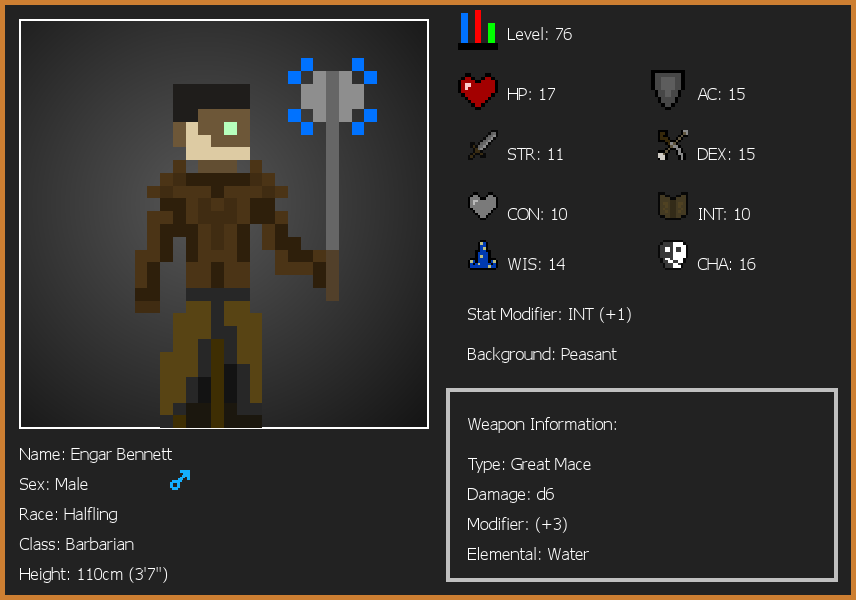 Level: 76
HP: 17
AC: 15
STR: 11
DEX: 15
CON: 10
INT: 10
WIS: 14
CHA: 16
Stat Modifier: INT (+1)
Background: Peasant
Weapon Information:
Type: Great Mace
Damage: d6
Modifier: (+3)
Elemental: Water
Name: Engar Bennett
Sex: Male
Race: Halfling
Class: Barbarian
Height: 110cm (3'7")